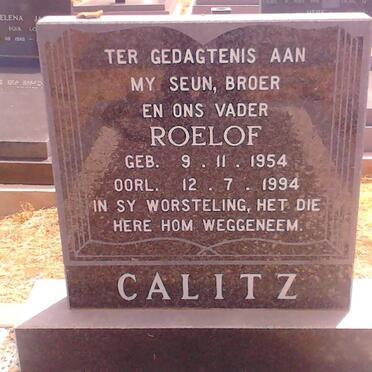 TER GEDAGTENIS AAN
MY SEUN, BROER
EN ONS VADER
ROELOF
GEB. 9.11.1954
OORL. 12.7.1994
IN SY WORSTELING, HET DIE
HERE HOM WEGGENEEM.
CALITZ